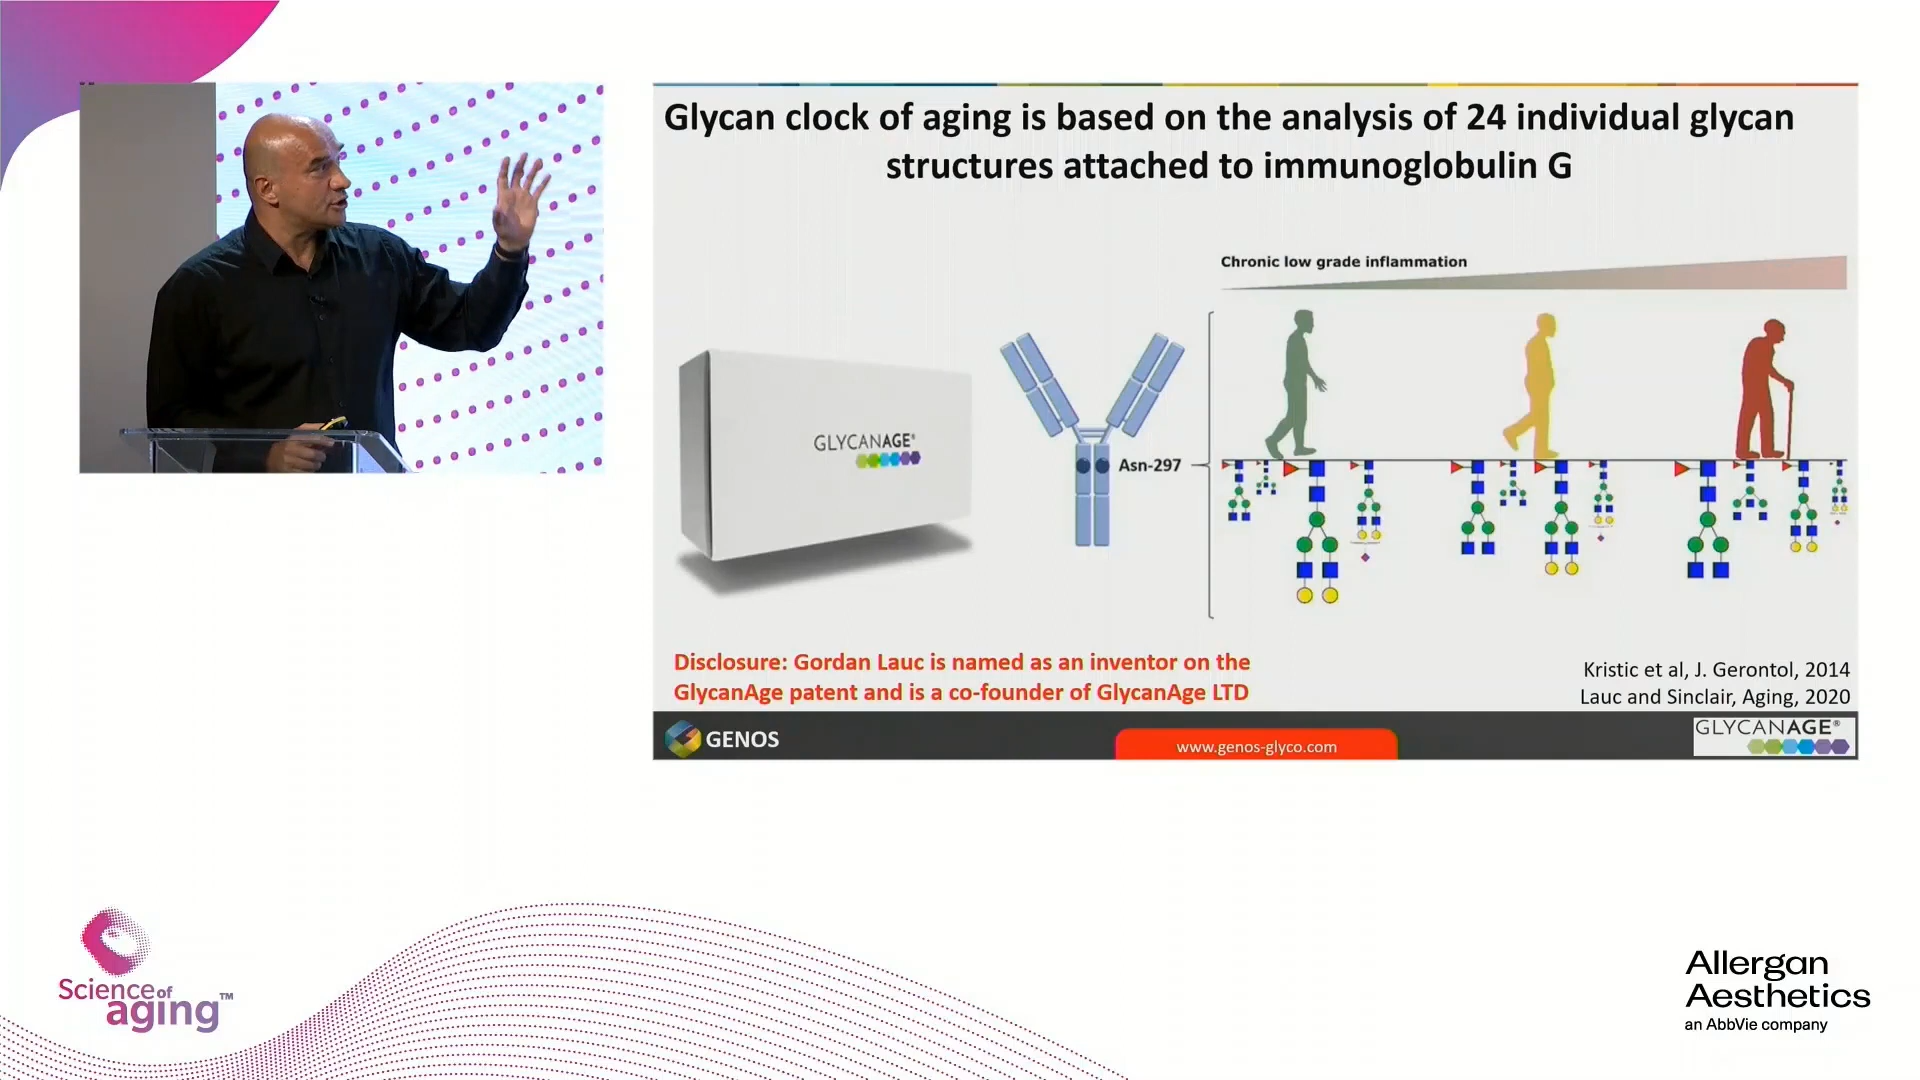 Glycan clock of aging is based on the analysis of 24 individual glycan
structures attached to immunoglobulin G
Chronic low grade inflammation
GLYCANAGE®
Asn-297
Disclosure: Gordan Lauc is named as an inventor on the
GlycanAge patent and is a co-founder of GlycanAge LTD
Kristic et al, J. Gerontol, 2014
Lauc and Sinclair, Aging, 2020
GENOS
www.genos-glyco.com
GLYCANAGE®
Science of
aging™
Allergan
Aesthetics
an AbbVie company